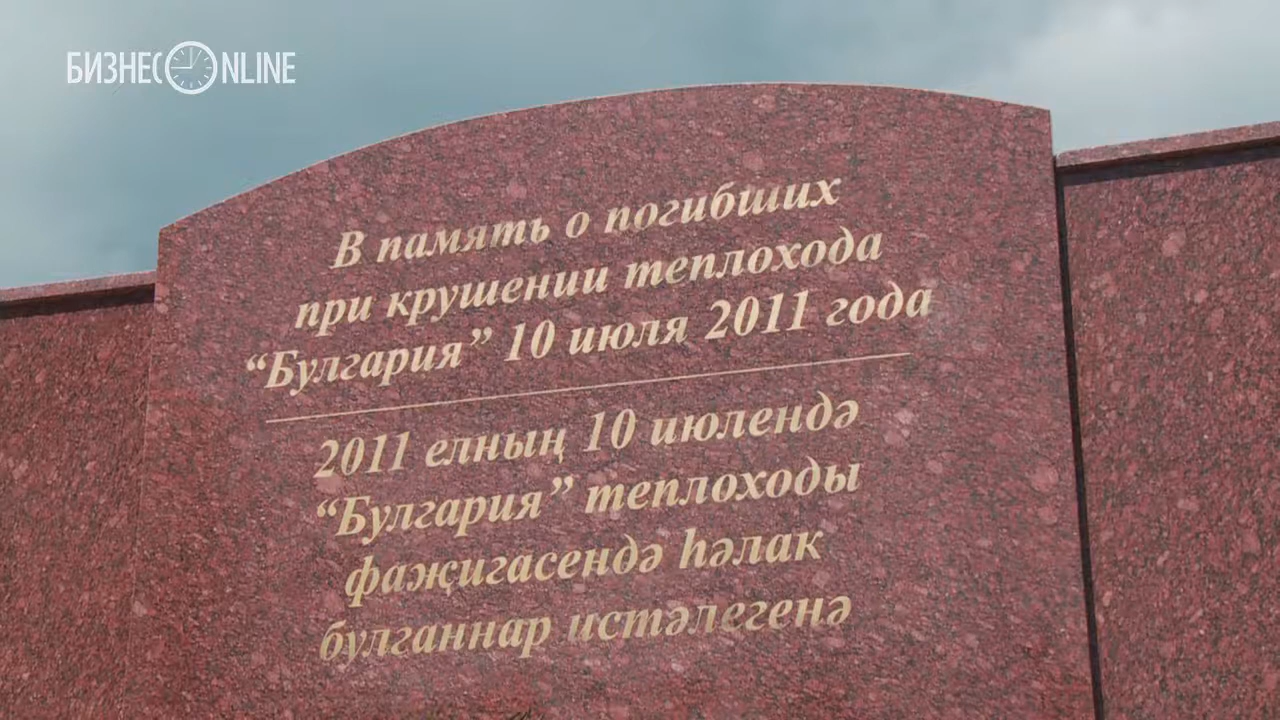 БИЗНЕС ONLINE
В память о погибших
при крушении теплохода
“Булгария” 10 июля 2011 года
2011 елның 10 июлендә
“Булгария” теплоходы
фаҗигасендә һәлак
булганнар истәлегенә